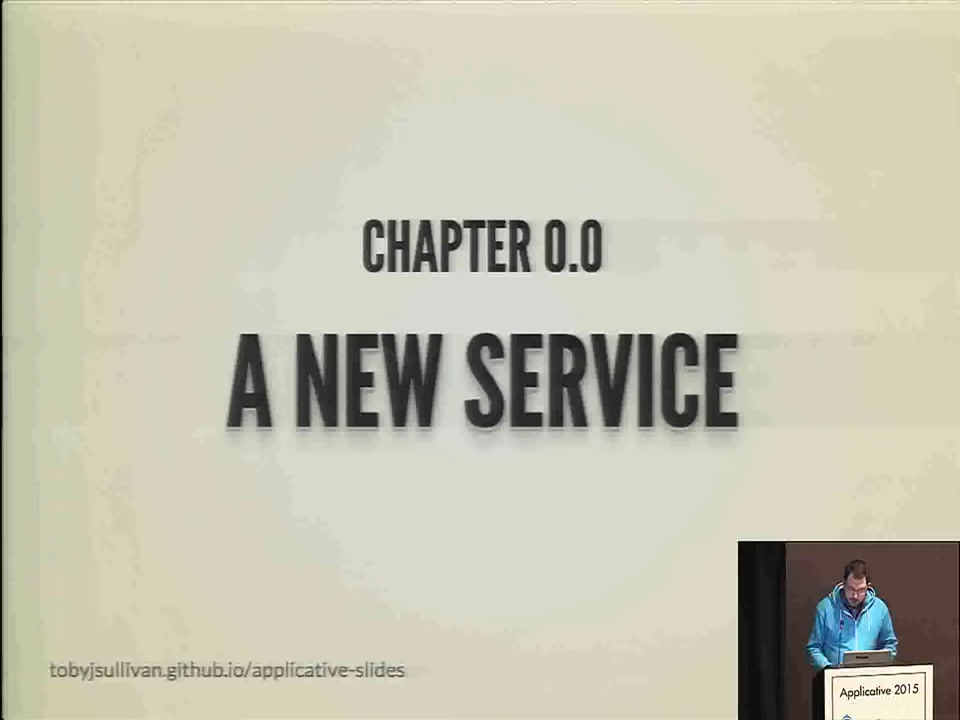 CHAPTER 0.0
A NEW SERVICE
tobyjsullivan.github.io/applicative-slides
Applicative 2015